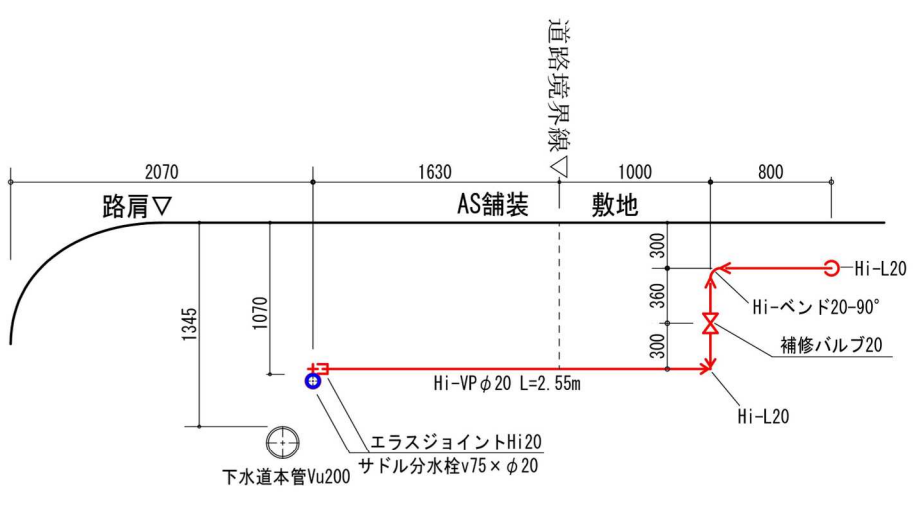 道路境界線▽
2070
1630
1000
800
路肩▽
AS舗装
敷地
300
360
300
1345
1070
Hi-L20
Hi-ベンド20-90°
補修バルブ20
Hi-VPφ20 L=2.55m
Hi-L20
エラスジョイントHi20
サドル分水栓v75×φ20
下水道本管Vu200